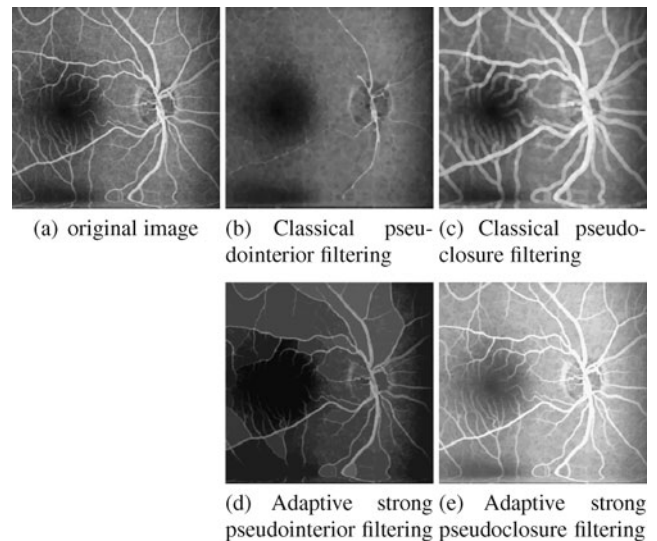 (a) original image
(b) Classical pseu-
dointerior filtering
(c) Classical pseudo-
closure filtering
(d) Adaptive strong
pseudointerior filtering
(e) Adaptive strong
pseudoclosure filtering